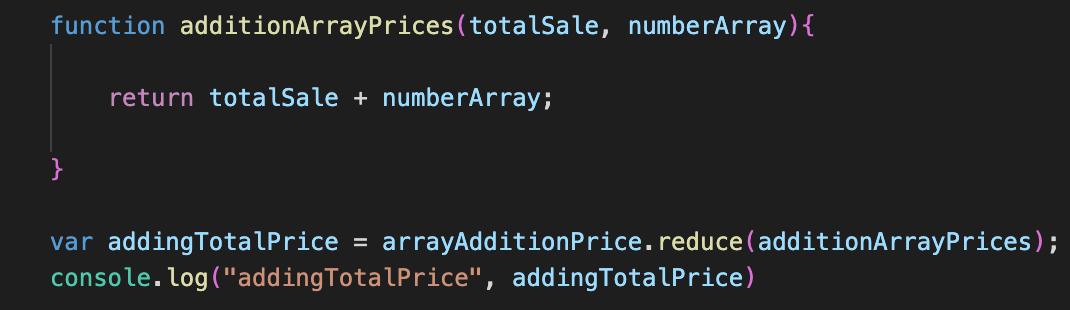 function additionArrayPrices(totalSale, numberArray){
return totalSale + numberArray;
}
var addingTotalPrice = arrayAdditionPrice.reduce(additionArrayPrices);
console.log("addingTotalPrice", addingTotalPrice)